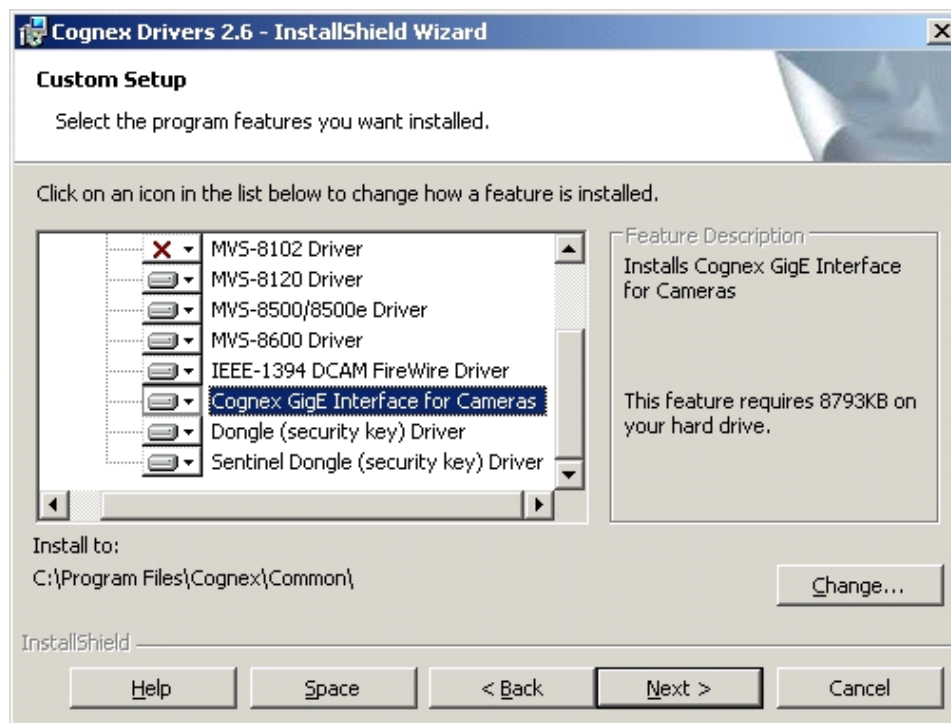 Cognex Drivers 2.6 - InstallShield Wizard
Custom Setup
Select the program features you want installed.
Click on an icon in the list below to change how a feature is installed.
MVS-8102 Driver
MVS-8120 Driver
MVS-8500/8500e Driver
MVS-8600 Driver
IEEE-1394 DCAM FireWire Driver
Cognex GigE Interface for Cameras
Dongle (security key) Driver
Sentinel Dongle (security key) Driver
Feature Description
Installs Cognex GigE Interface
for Cameras
This feature requires 8793KB on
your hard drive.
Install to:
C:\Program Files\Cognex\Common\
Change...
InstallShield
Help
Space
< Back
Next >
Cancel